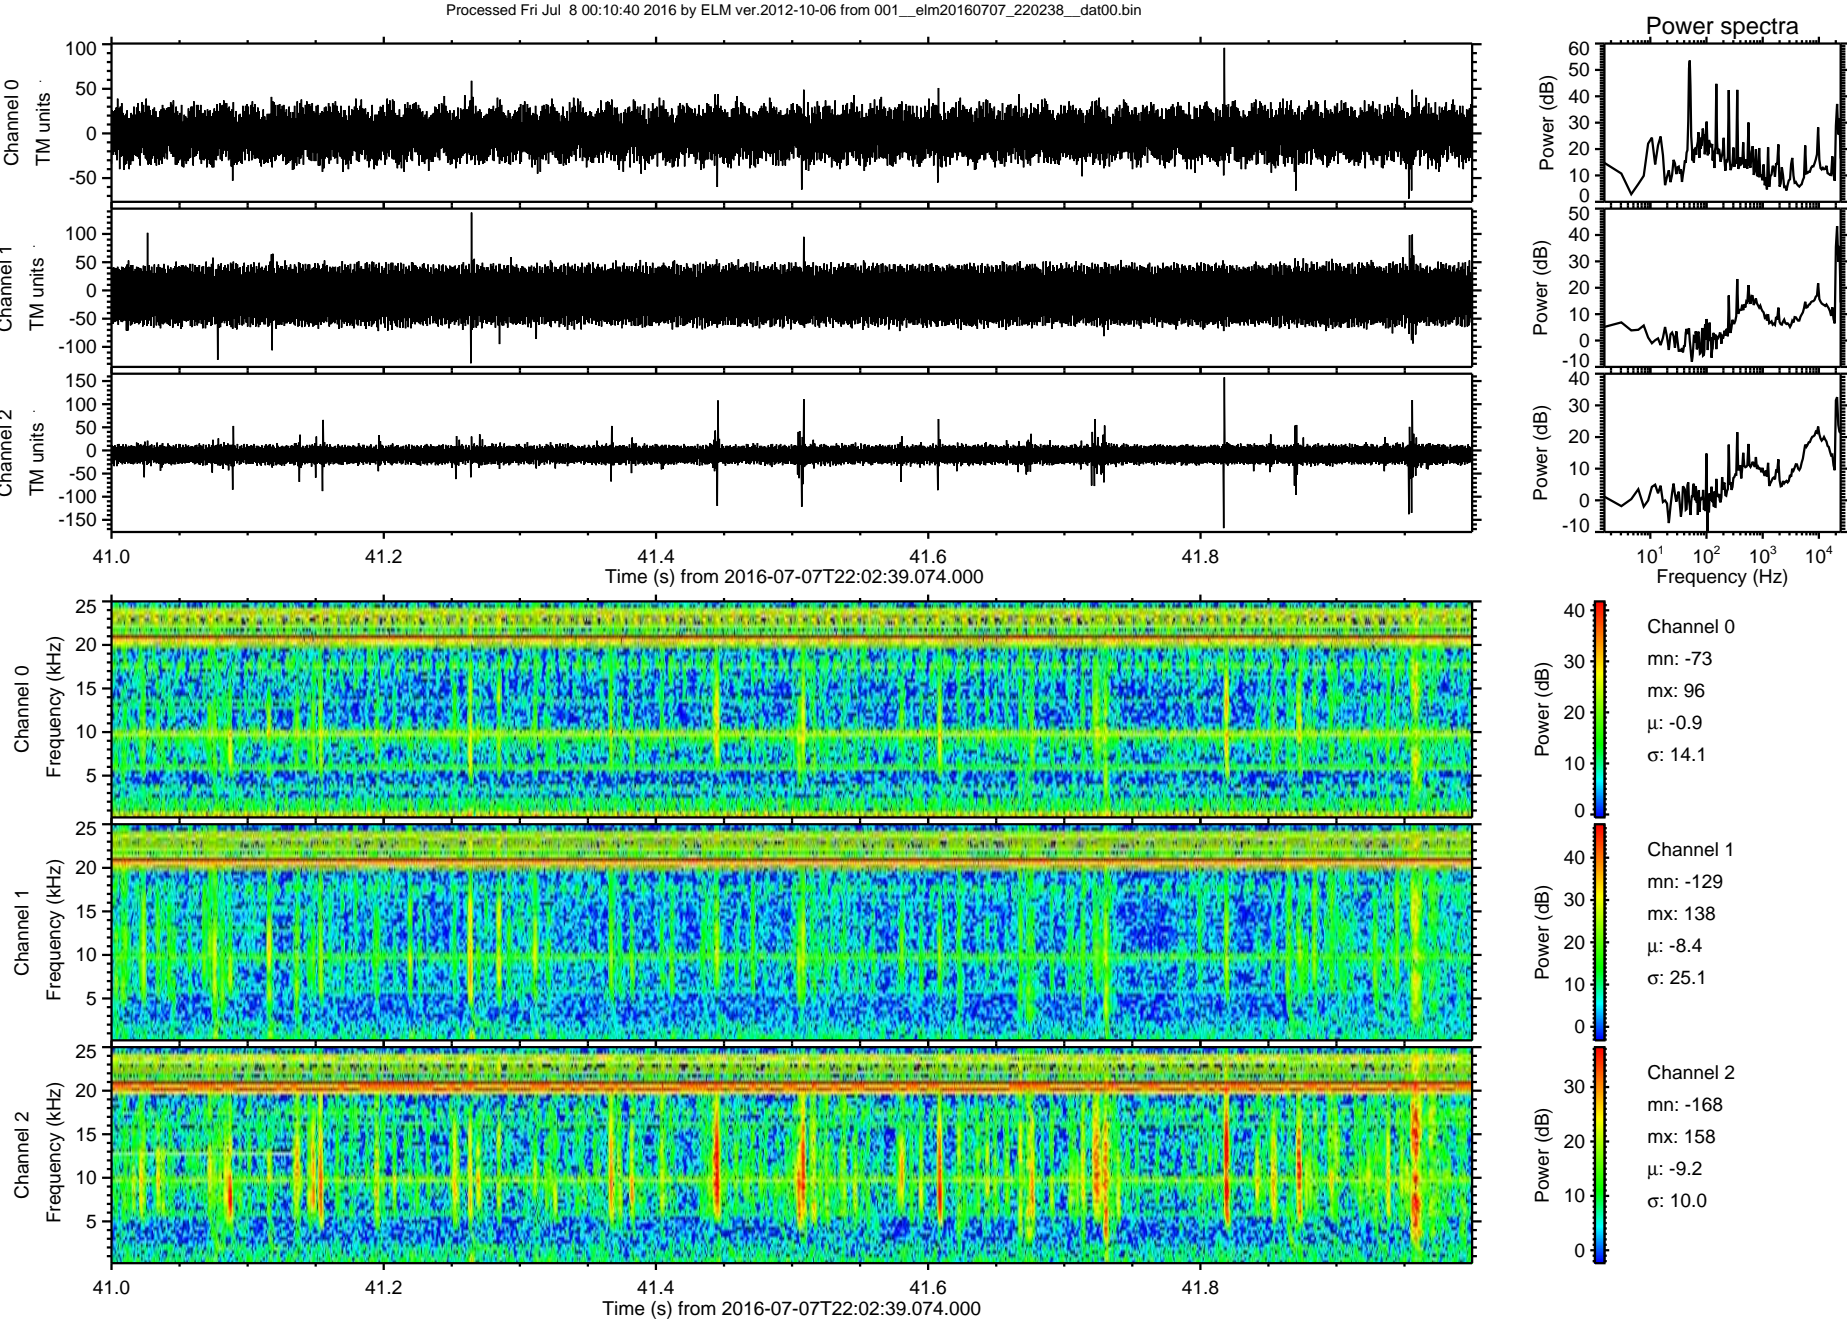 Processed Fri Jul  8 00:10:40 2016 by ELM ver.2012-10-06 from 001__elm20160707_220238__dat00.bin
Power spectra
Channel 0
TM units
100
50
0
-50
Power (dB)
60
50
40
30
20
10
0
Channel 1
TM units
100
50
0
-50
-100
Power (dB)
50
40
30
20
10
0
-10
Channel 2
TM units
150
100
50
0
-50
-100
-150
Power (dB)
40
30
20
10
0
-10
41.0 41.2 41.4 41.6 41.8
Time (s) from 2016-07-07T22:02:39.074.000
10^1 10^2 10^3 10^4
Frequency (Hz)
Channel 0
Frequency (kHz)
25
20
15
10
5
Power (dB)
40
30
20
10
0
Channel 0
mn: -73
mx: 96
μ: -0.9
σ: 14.1
Channel 1
Frequency (kHz)
25
20
15
10
5
Power (dB)
40
30
20
10
0
Channel 1
mn: -129
mx: 138
μ: -8.4
σ: 25.1
Channel 2
Frequency (kHz)
25
20
15
10
5
Power (dB)
30
20
10
0
Channel 2
mn: -168
mx: 158
μ: -9.2
σ: 10.0
41.0 41.2 41.4 41.6 41.8
Time (s) from 2016-07-07T22:02:39.074.000